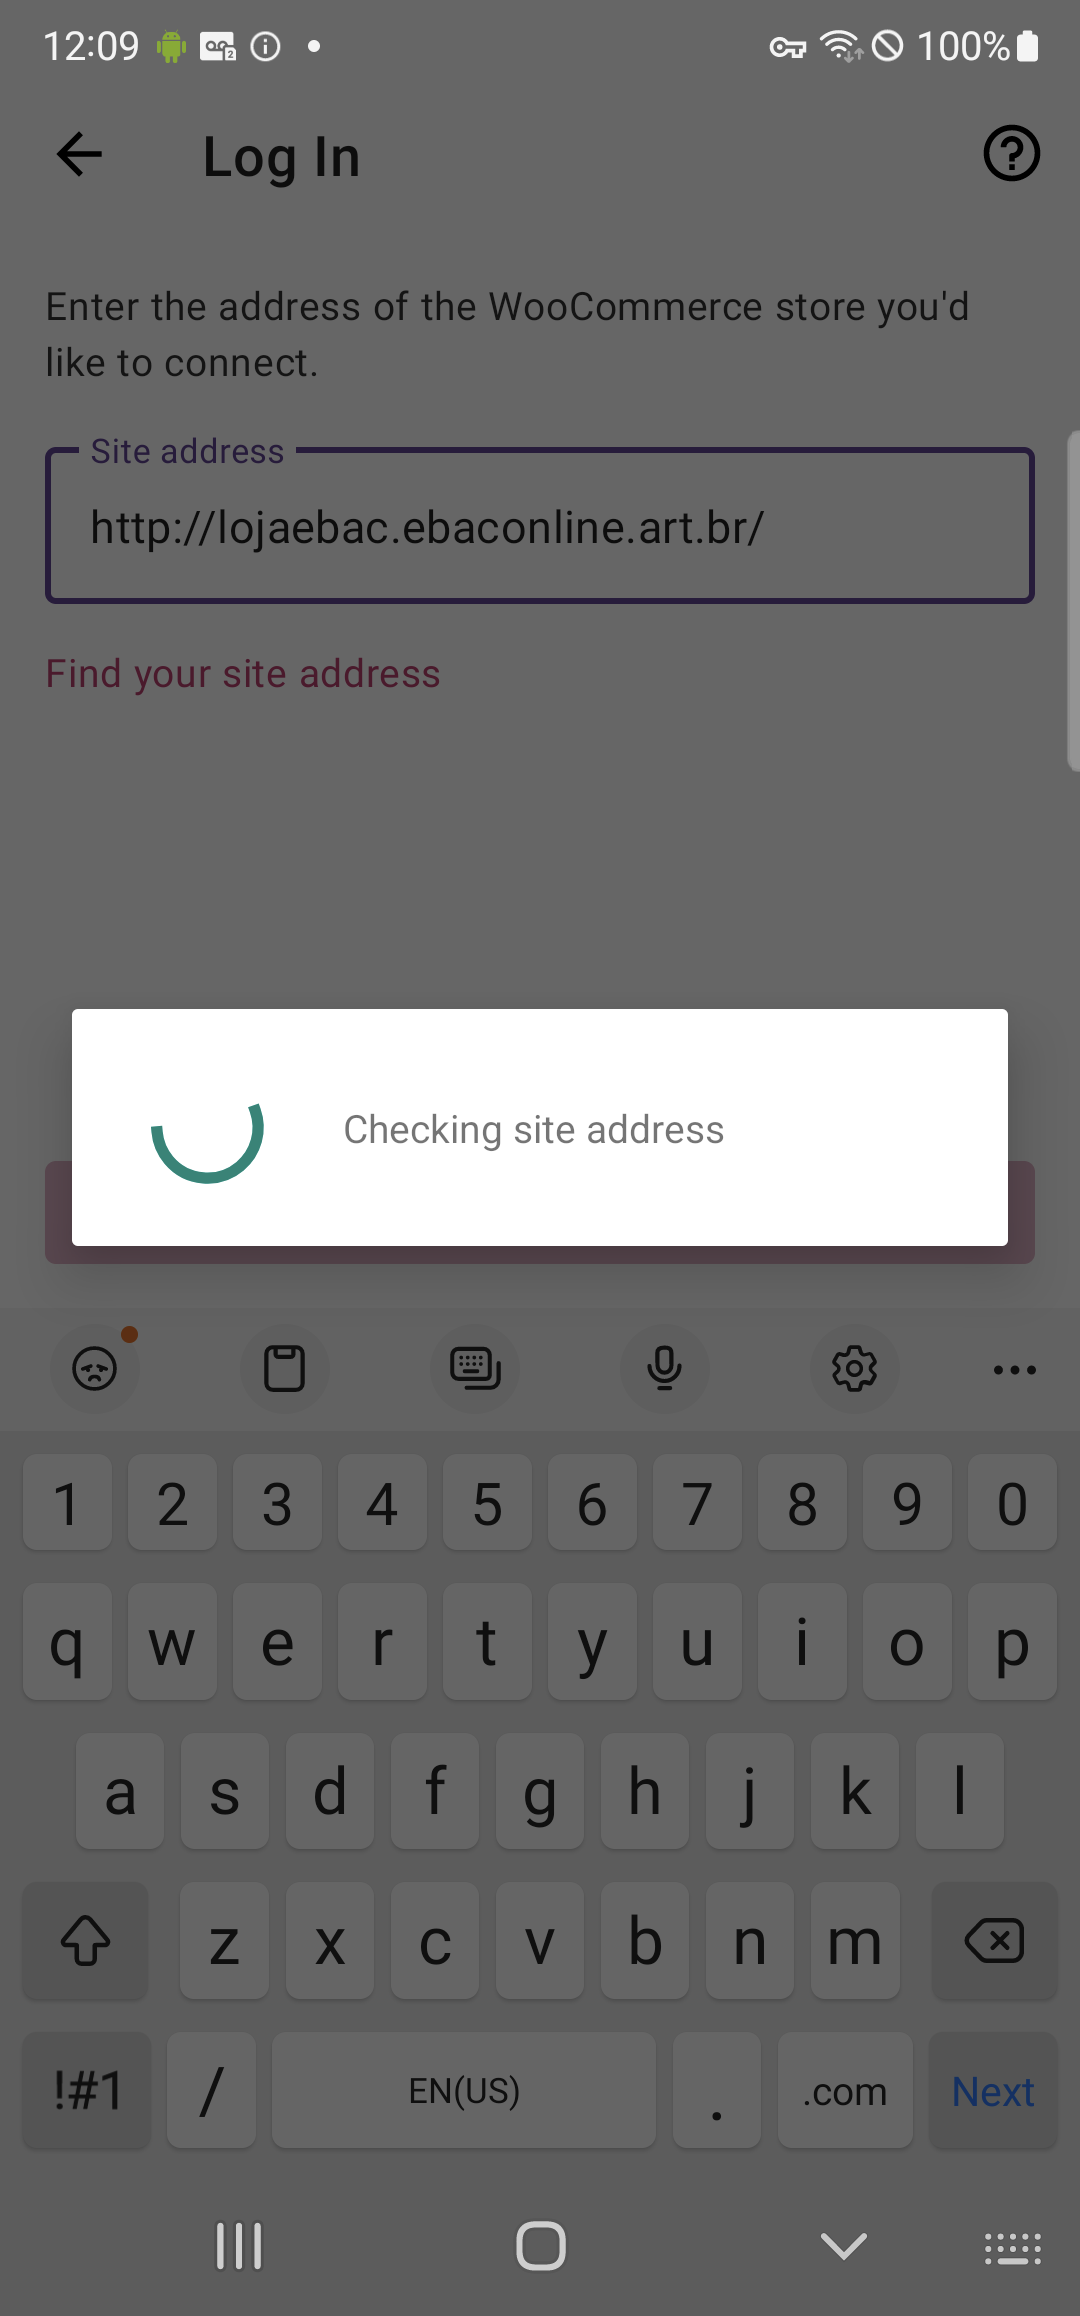 12:09
100%
Log In
Enter the address of the WooCommerce store you'd
like to connect.
Site address
http://lojaebac.ebaconline.art.br/
Find your site address
Checking site address
1 2 3 4 5 6 7 8 9 0
q w e r t y u i o p
a s d f g h j k l
z x c v b n m
!#1 / EN(US) . .com Next